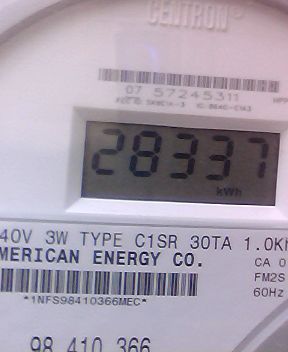 CENTRON®
07 57245311
28337
kWh
40V 3W TYPE C1SR 30TA 1.0Kh
MERICAN ENERGY CO.
CA 0
FM2S
*1NFS98410366MEC*
60Hz
98 410 366